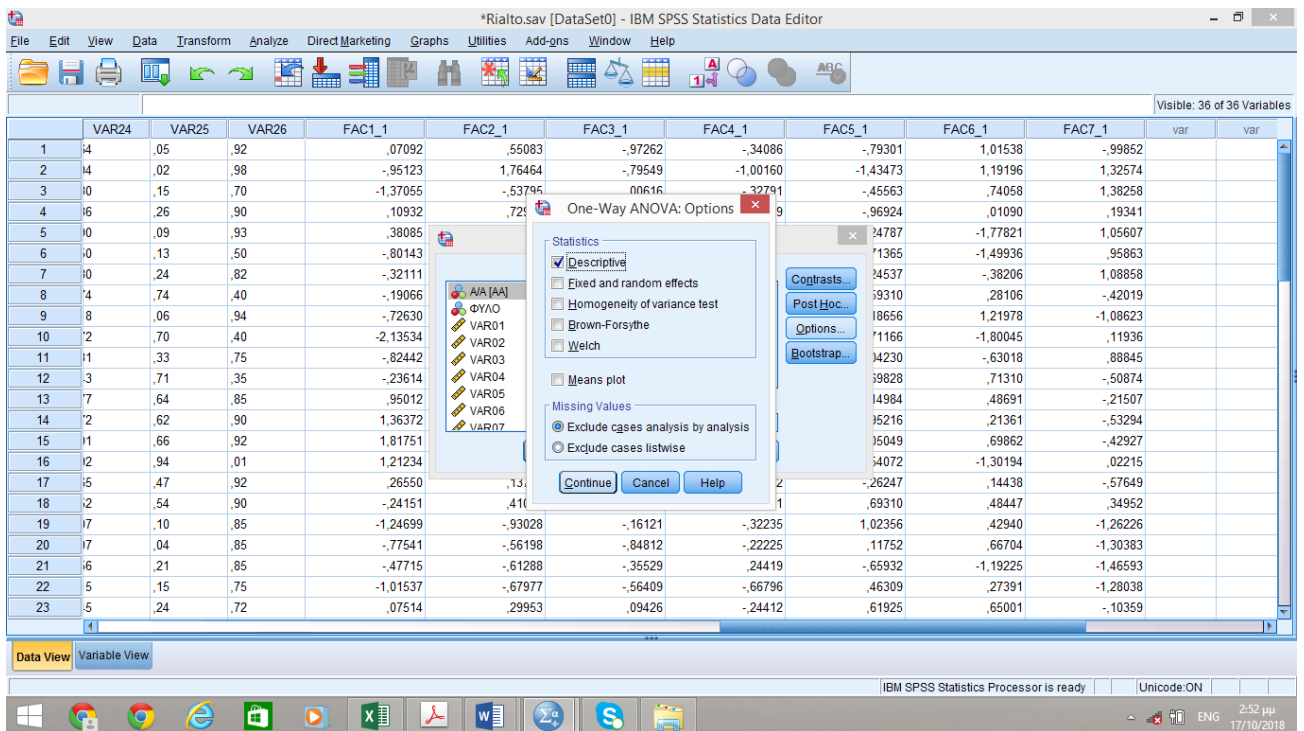 *Rialto.sav [DataSet0] - IBM SPSS Statistics Data Editor
File Edit View Data Transform Analyze Direct Marketing Graphs Utilities Add-ons Window Help
Visible: 36 of 36 Variables
VAR24 VAR25 VAR26 FAC1_1 FAC2_1 FAC3_1 FAC4_1 FAC5_1 FAC6_1 FAC7_1 var var
1 ,05 ,92 ,07092 ,55083 -,97262 -,34086 -,79301 1,01538 -,99852
2 ,02 ,98 -,95123 1,76464 -,79549 -1,00160 -1,43473 1,19196 1,32574
3 ,15 ,70 -1,37055 -,53795 ,00616 -,32791 -,45563 ,74058 1,38258
4 ,26 ,90 ,10932 -,96924 ,01090 ,19341
5 ,09 ,93 ,38085 -1,77821 1,05607
6 ,13 ,50 -,80143 -1,49936 ,95863
7 ,24 ,82 -,32111 -,38206 1,08858
8 ,74 ,40 -,19066 ,28106 -,42019
9 ,06 ,94 -,72630 1,21978 -1,08623
10 ,70 ,40 -2,13534 -1,80045 ,11936
11 ,33 ,75 -,82442 -,63018 ,88845
12 ,71 ,35 -,23614 ,71310 -,50874
13 ,64 ,85 ,95012 ,48691 -,21507
14 ,62 ,90 1,36372 ,21361 -,53294
15 ,66 ,92 1,81751 ,69862 -,42927
16 ,94 ,01 1,21234 -1,30194 ,02215
17 ,47 ,92 ,26550 -,26247 ,14438 -,57649
18 ,54 ,90 -,24151 ,69310 ,48447 ,34952
19 ,10 ,85 -1,24699 -,93028 -,16121 -,32235 1,02356 ,42940 -1,26226
20 ,04 ,85 -,77541 -,56198 -,84812 -,22225 ,11752 ,66704 -1,30383
21 ,21 ,85 -,47715 -,61288 -,35529 ,24419 -,65932 -1,19225 -1,46593
22 ,15 ,75 -1,01537 -,67977 -,56409 -,66796 ,46309 ,27391 -1,28038
23 ,24 ,72 ,07514 ,29953 ,09426 -,24412 ,61925 ,65001 -,10359
A/A [AA]
ΦΥΛΟ
VAR01
VAR02
VAR03
VAR04
VAR05
VAR06
VAR07
Contrasts...
Post Hoc...
Options...
Bootstrap...
One-Way ANOVA: Options
Statistics
Descriptive
Fixed and random effects
Homogeneity of variance test
Brown-Forsythe
Welch
Means plot
Missing Values
Exclude cases analysis by analysis
Exclude cases listwise
Continue Cancel Help
Data View Variable View
IBM SPSS Statistics Processor is ready Unicode:ON
ENG 2:52 μμ
17/10/2018